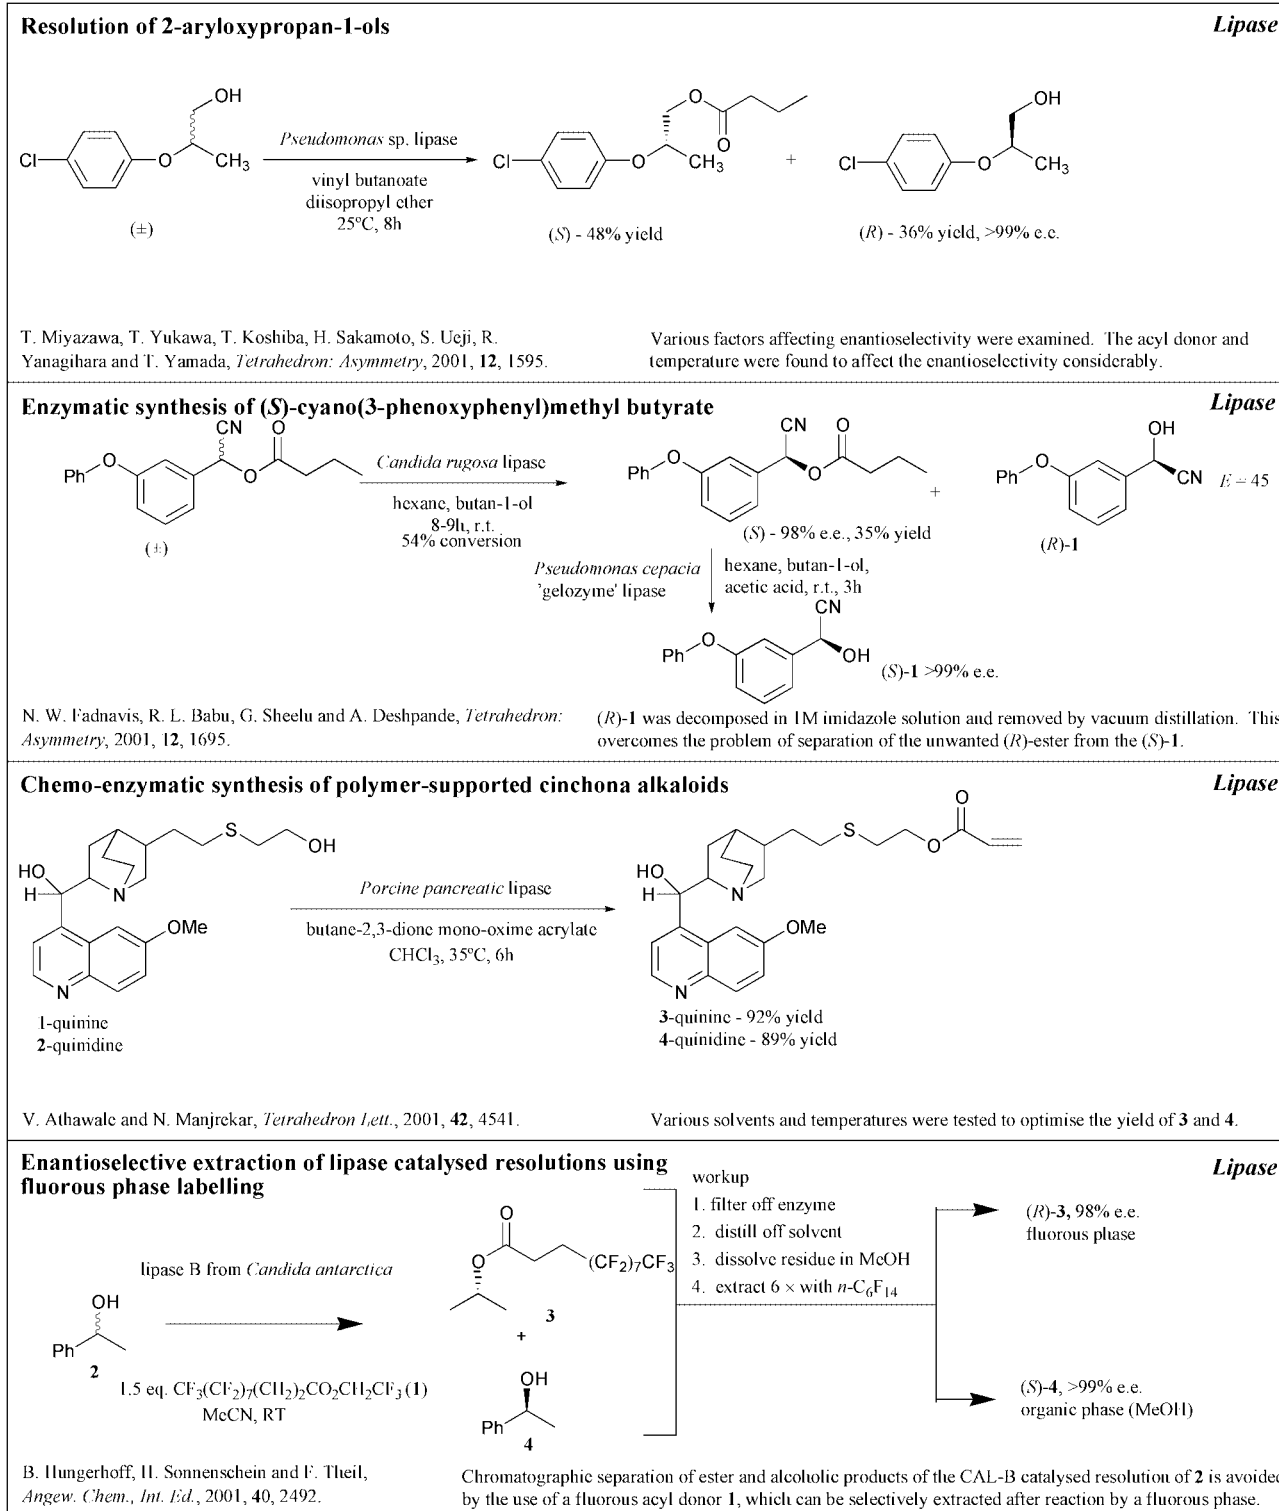 Resolution of 2-aryloxypropan-1-ols
Lipase
OH
Cl
O
CH3
(±)
Pseudomonas sp. lipase
vinyl butanoate
diisopropyl ether
25ºC, 8h
O
O
Cl
O
CH3
(S) - 48% yield
+
OH
Cl
O
CH3
(R) - 36% yield, >99% e.e.
T. Miyazawa, T. Yukawa, T. Koshiba, H. Sakamoto, S. Ueji, R.
Yanagihara and T. Yamada, Tetrahedron: Asymmetry, 2001, 12, 1595.
Various factors affecting enantioselectivity were examined. The acyl donor and
temperature were found to affect the enantioselectivity considerably.
Enzymatic synthesis of (S)-cyano(3-phenoxyphenyl)methyl butyrate
Lipase
CN
O
Ph
O
O
(±)
Candida rugosa lipase
hexane, butan-1-ol
8-9h, r.t.
54% conversion
CN
O
Ph
O
O
(S) - 98% e.e., 35% yield
+
OH
Ph
O
CN
E = 45
(R)-1
Pseudomonas cepacia
'gelozyme' lipase
hexane, butan-1-ol,
acetic acid, r.t., 3h
CN
Ph
O
OH
(S)-1 >99% e.e.
N. W. Fadnavis, R. L. Babu, G. Sheelu and A. Deshpande, Tetrahedron:
Asymmetry, 2001, 12, 1695.
(R)-1 was decomposed in 1M imidazole solution and removed by vacuum distillation. This
overcomes the problem of separation of the unwanted (R)-ester from the (S)-1.
Chemo-enzymatic synthesis of polymer-supported cinchona alkaloids
Lipase
S
OH
HO
H
N
OMe
N
1-quinine
2-quinidine
Porcine pancreatic lipase
butane-2,3-dione mono-oxime acrylate
CHCl3, 35ºC, 6h
O
S
O
HO
H
N
OMe
N
3-quinine - 92% yield
4-quinidine - 89% yield
V. Athawale and N. Manjrekar, Tetrahedron Lett., 2001, 42, 4541.
Various solvents and temperatures were tested to optimise the yield of 3 and 4.
Enantioselective extraction of lipase catalysed resolutions using
fluorous phase labelling
Lipase
OH
Ph
2
lipase B from Candida antarctica
1.5 eq. CF3(CF2)7(CH2)2CO2CH2CF3 (1)
MeCN, RT
O
O
(CF2)7CF3
3
+
OH
Ph
4
workup
1. filter off enzyme
2. distill off solvent
3. dissolve residue in MeOH
4. extract 6 × with n-C6F14
(R)-3, 98% e.e.
fluorous phase
(S)-4, >99% e.e.
organic phase (MeOH)
B. Hungerhoff, H. Sonnenschein and F. Theil,
Angew. Chem., Int. Ed., 2001, 40, 2492.
Chromatographic separation of ester and alcoholic products of the CAL-B catalysed resolution of 2 is avoided
by the use of a fluorous acyl donor 1, which can be selectively extracted after reaction by a fluorous phase.